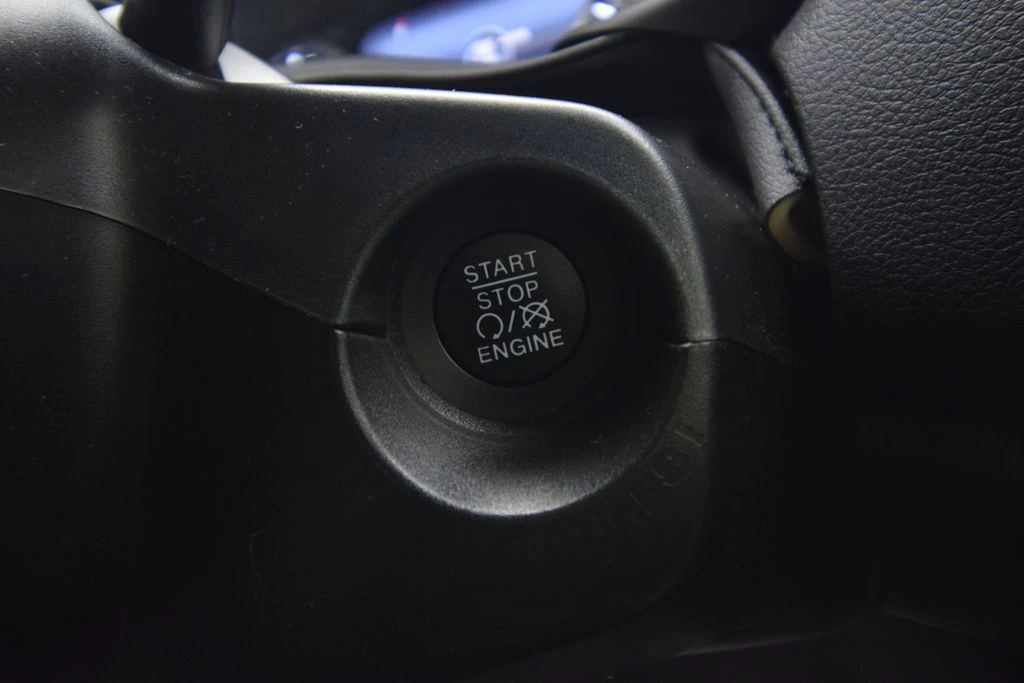 START
STOP
/
ENGINE